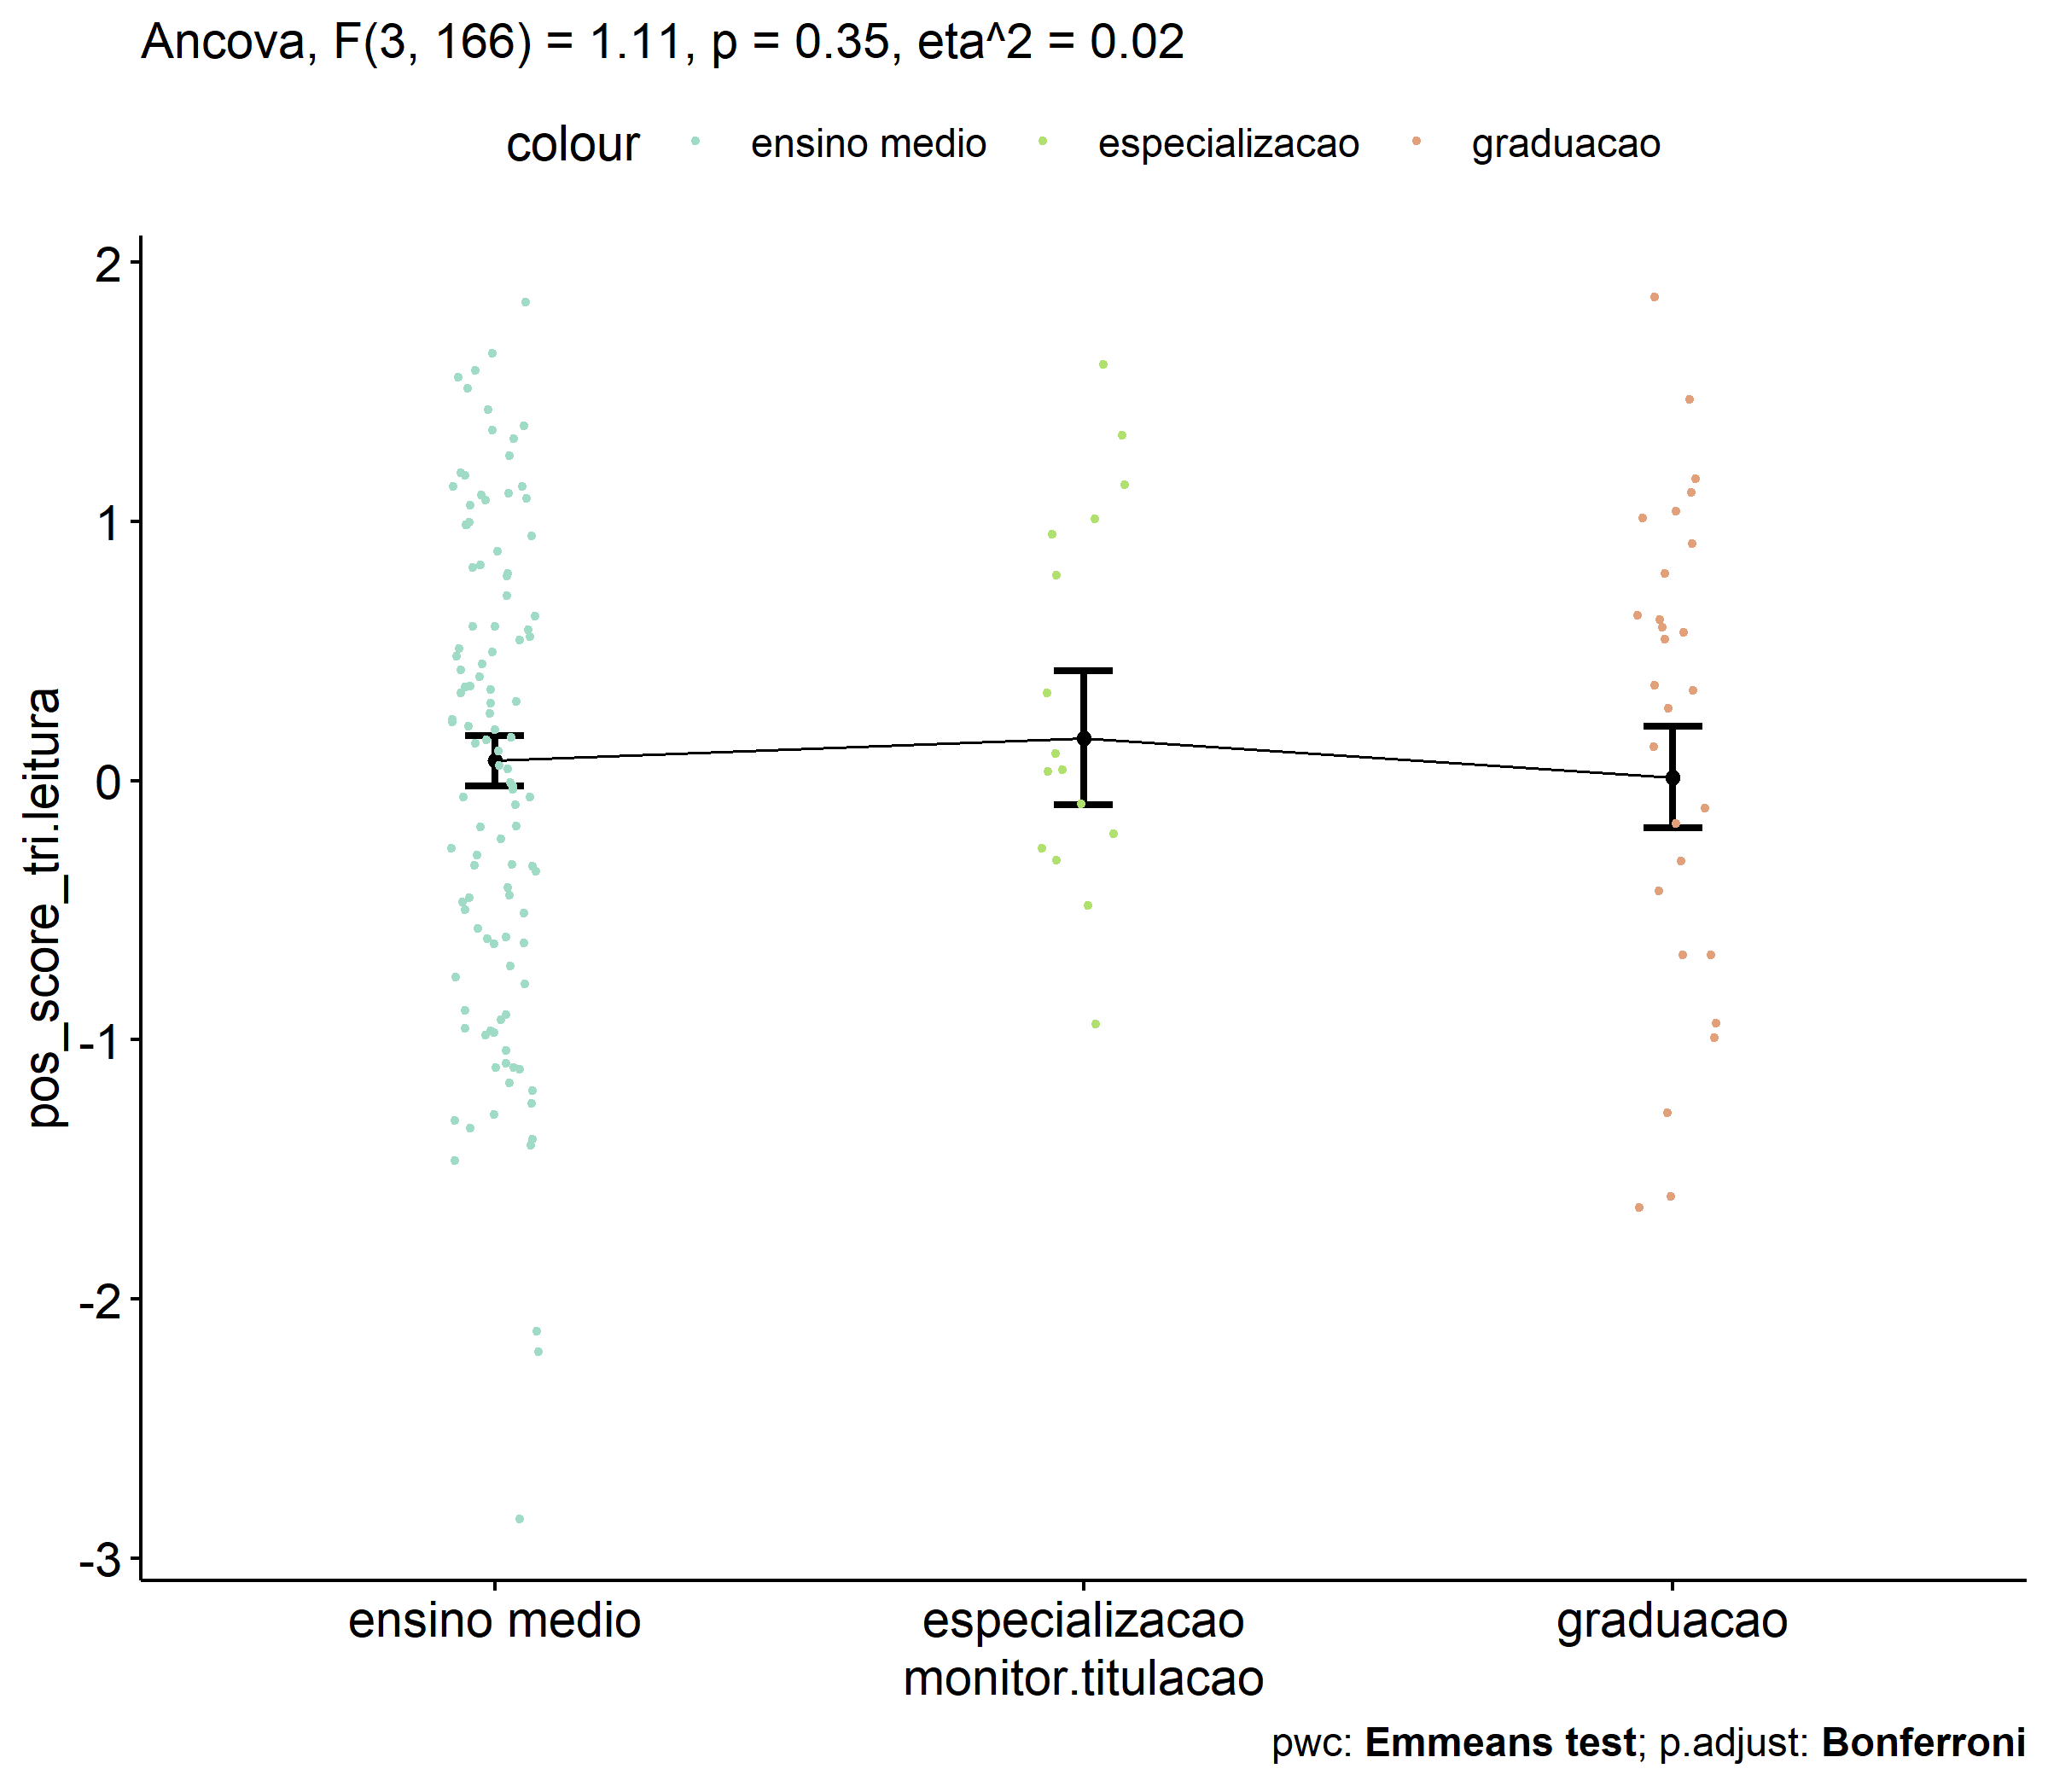 Ancova, F(3, 166) = 1.11, p = 0.35, eta^2 = 0.02
colour ensino medio especializacao graduacao
2
1
0
-1
-2
-3
pos_score_tri.leitura
ensino medio especializacao graduacao
monitor.titulacao
pwc: Emmeans test; p.adjust: Bonferroni